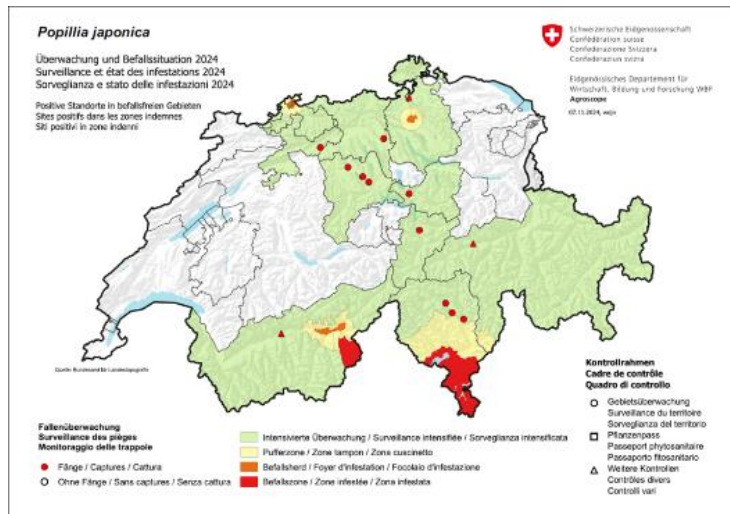 Popillia japonica
Überwachung und Befallssituation 2024
Surveillance et état des infestations 2024
Sorveglianza e stato delle infestazioni 2024
Positive Standorte in befallsfreien Gebieten
Sites positifs dans les zones indemnes
Siti positivi in zone indenni
Schweizerische Eidgenossenschaft
Confédération suisse
Confederazione Svizzera
Confederaziun svizra
Eidgenössisches Departement für
Wirtschaft, Bildung und Forschung WBF
Agroscope
07.11.2024,
Quelle: Bundesamt für Landestopografie
Fallenüberwachung
Surveillance des pièges
Monitoraggio delle trappole
Fänge / Captures / Cattura
Ohne Fänge / Sans captures / Senza cattura
Intensivierte Überwachung / Surveillance intensifiée / Sorveglianza intensificata
Pufferzone / Zone tampon / Zona cuscinetto
Befallsherd / Foyer d'infestation / Focolaio d'infestazione
Befallszone / Zone infestée / Zona infestata
Kontrollrahmen
Cadre de contrôle
Quadro di controllo
Gebietsüberwachung
Surveillance du territoire
Sorveglianza del territorio
Pflanzenpass
Passeport phytosanitaire
Passaporto fitosanitario
Weitere Kontrollen
Contrôles divers
Controlli vari